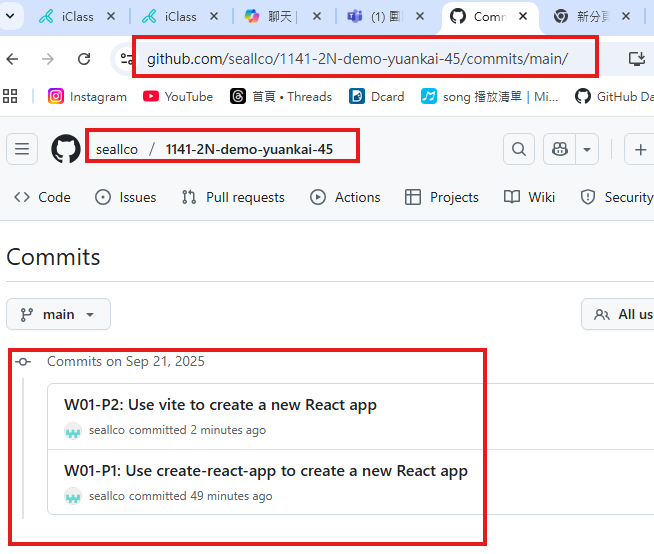 iClass
iClass
聊天
(1) 團
Comm
新分頁
github.com/seallco/1141-2N-demo-yuankai-45/commits/main/
Instagram
YouTube
首頁 • Threads
Dcard
song 播放清單 | Mi...
GitHub Da
seallco / 1141-2N-demo-yuankai-45
Code
Issues
Pull requests
Actions
Projects
Wiki
Security
Commits
main
All us
Commits on Sep 21, 2025
W01-P2: Use vite to create a new React app
seallco committed 2 minutes ago
W01-P1: Use create-react-app to create a new React app
seallco committed 49 minutes ago